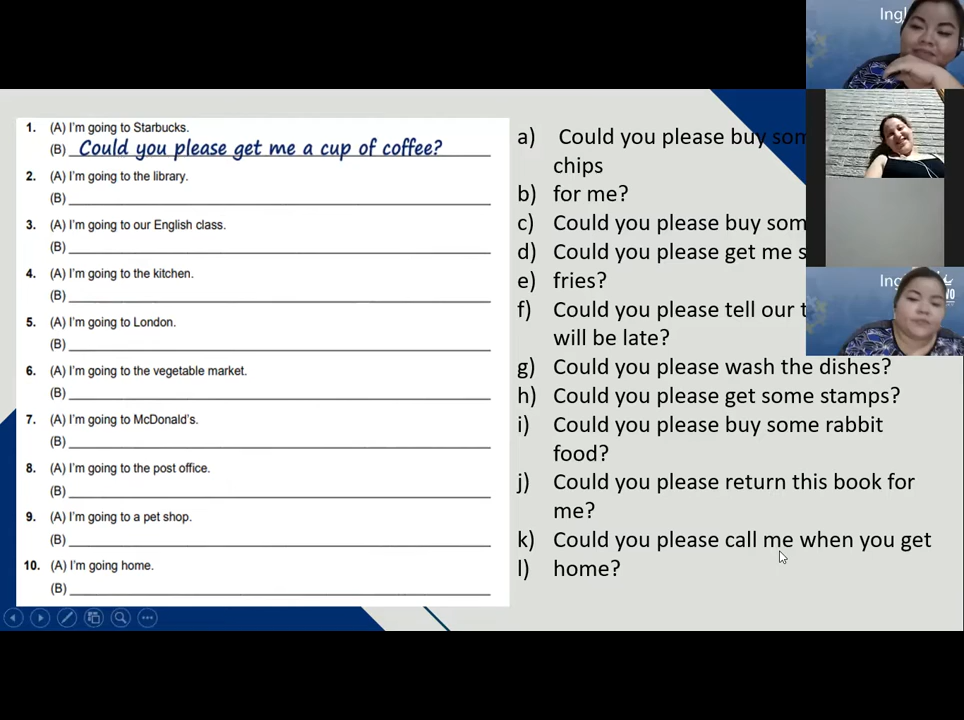 Ing
1. (A) I'm going to Starbucks.
(B) Could you please get me a cup of coffee?
2. (A) I'm going to the library.
(B)
3. (A) I'm going to our English class.
(B)
4. (A) I'm going to the kitchen.
(B)
5. (A) I'm going to London.
(B)
6. (A) I'm going to the vegetable market.
(B)
7. (A) I'm going to McDonald's.
(B)
8. (A) I'm going to the post office.
(B)
9. (A) I'm going to a pet shop.
(B)
10. (A) I'm going home.
(B)
a) Could you please buy som
chips
b) for me?
c) Could you please buy som
d) Could you please get me s
e) fries?
f) Could you please tell our t
will be late?
g) Could you please wash the dishes?
h) Could you please get some stamps?
i) Could you please buy some rabbit
food?
j) Could you please return this book for
me?
k) Could you please call me when you get
l) home?
Ing